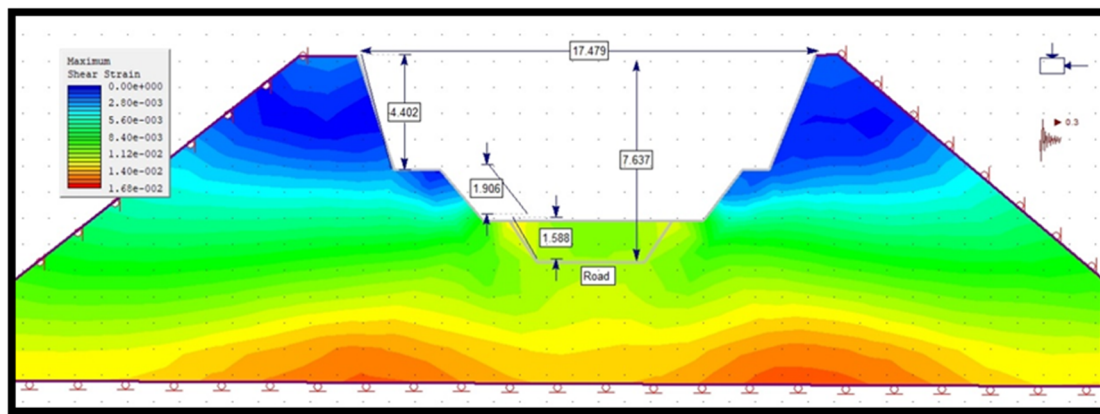 17.479
Maximum
Shear Strain
0.00e+000
2.80e-003
5.60e-003
8.40e-003
1.12e-002
1.40e-002
1.68e-002
4.402
7.637
0.3
1.906
1.588
Road